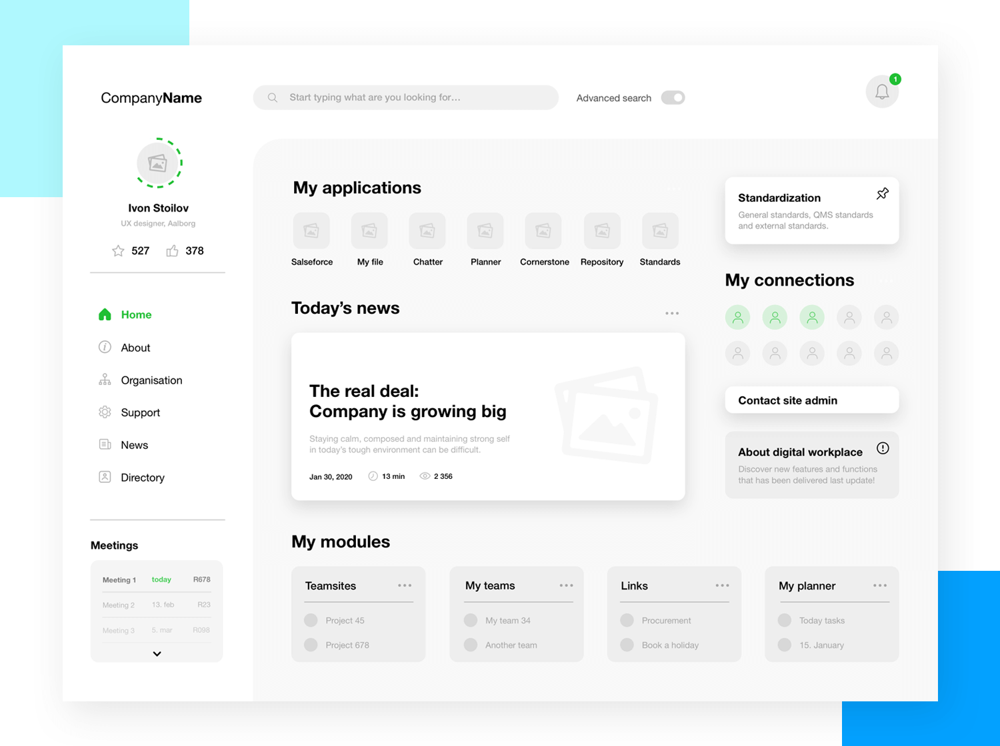 CompanyName
Start typing what are you looking for...
Advanced search
1
Ivon Stoilov
UX designer, Aalborg
527
378
Home
About
Organisation
Support
News
Directory
Meetings
Meeting 1 today R678
Meeting 2 13. feb R23
Meeting 3 5. mar R098
My applications
Salseforce
My file
Chatter
Planner
Cornerstone
Repository
Standards
Today's news
The real deal:
Company is growing big
Staying calm, composed and maintaining strong self
in today's tough environment can be difficult.
Jan 30, 2020
13 min
2 356
Standardization
General standards, QMS standards
and external standards.
My connections
Contact site admin
About digital workplace
Discover new features and functions
that has been delivered last update!
My modules
Teamsites
Project 45
Project 678
My teams
My team 34
Another team
Links
Procurement
Book a holiday
My planner
Today tasks
15. January